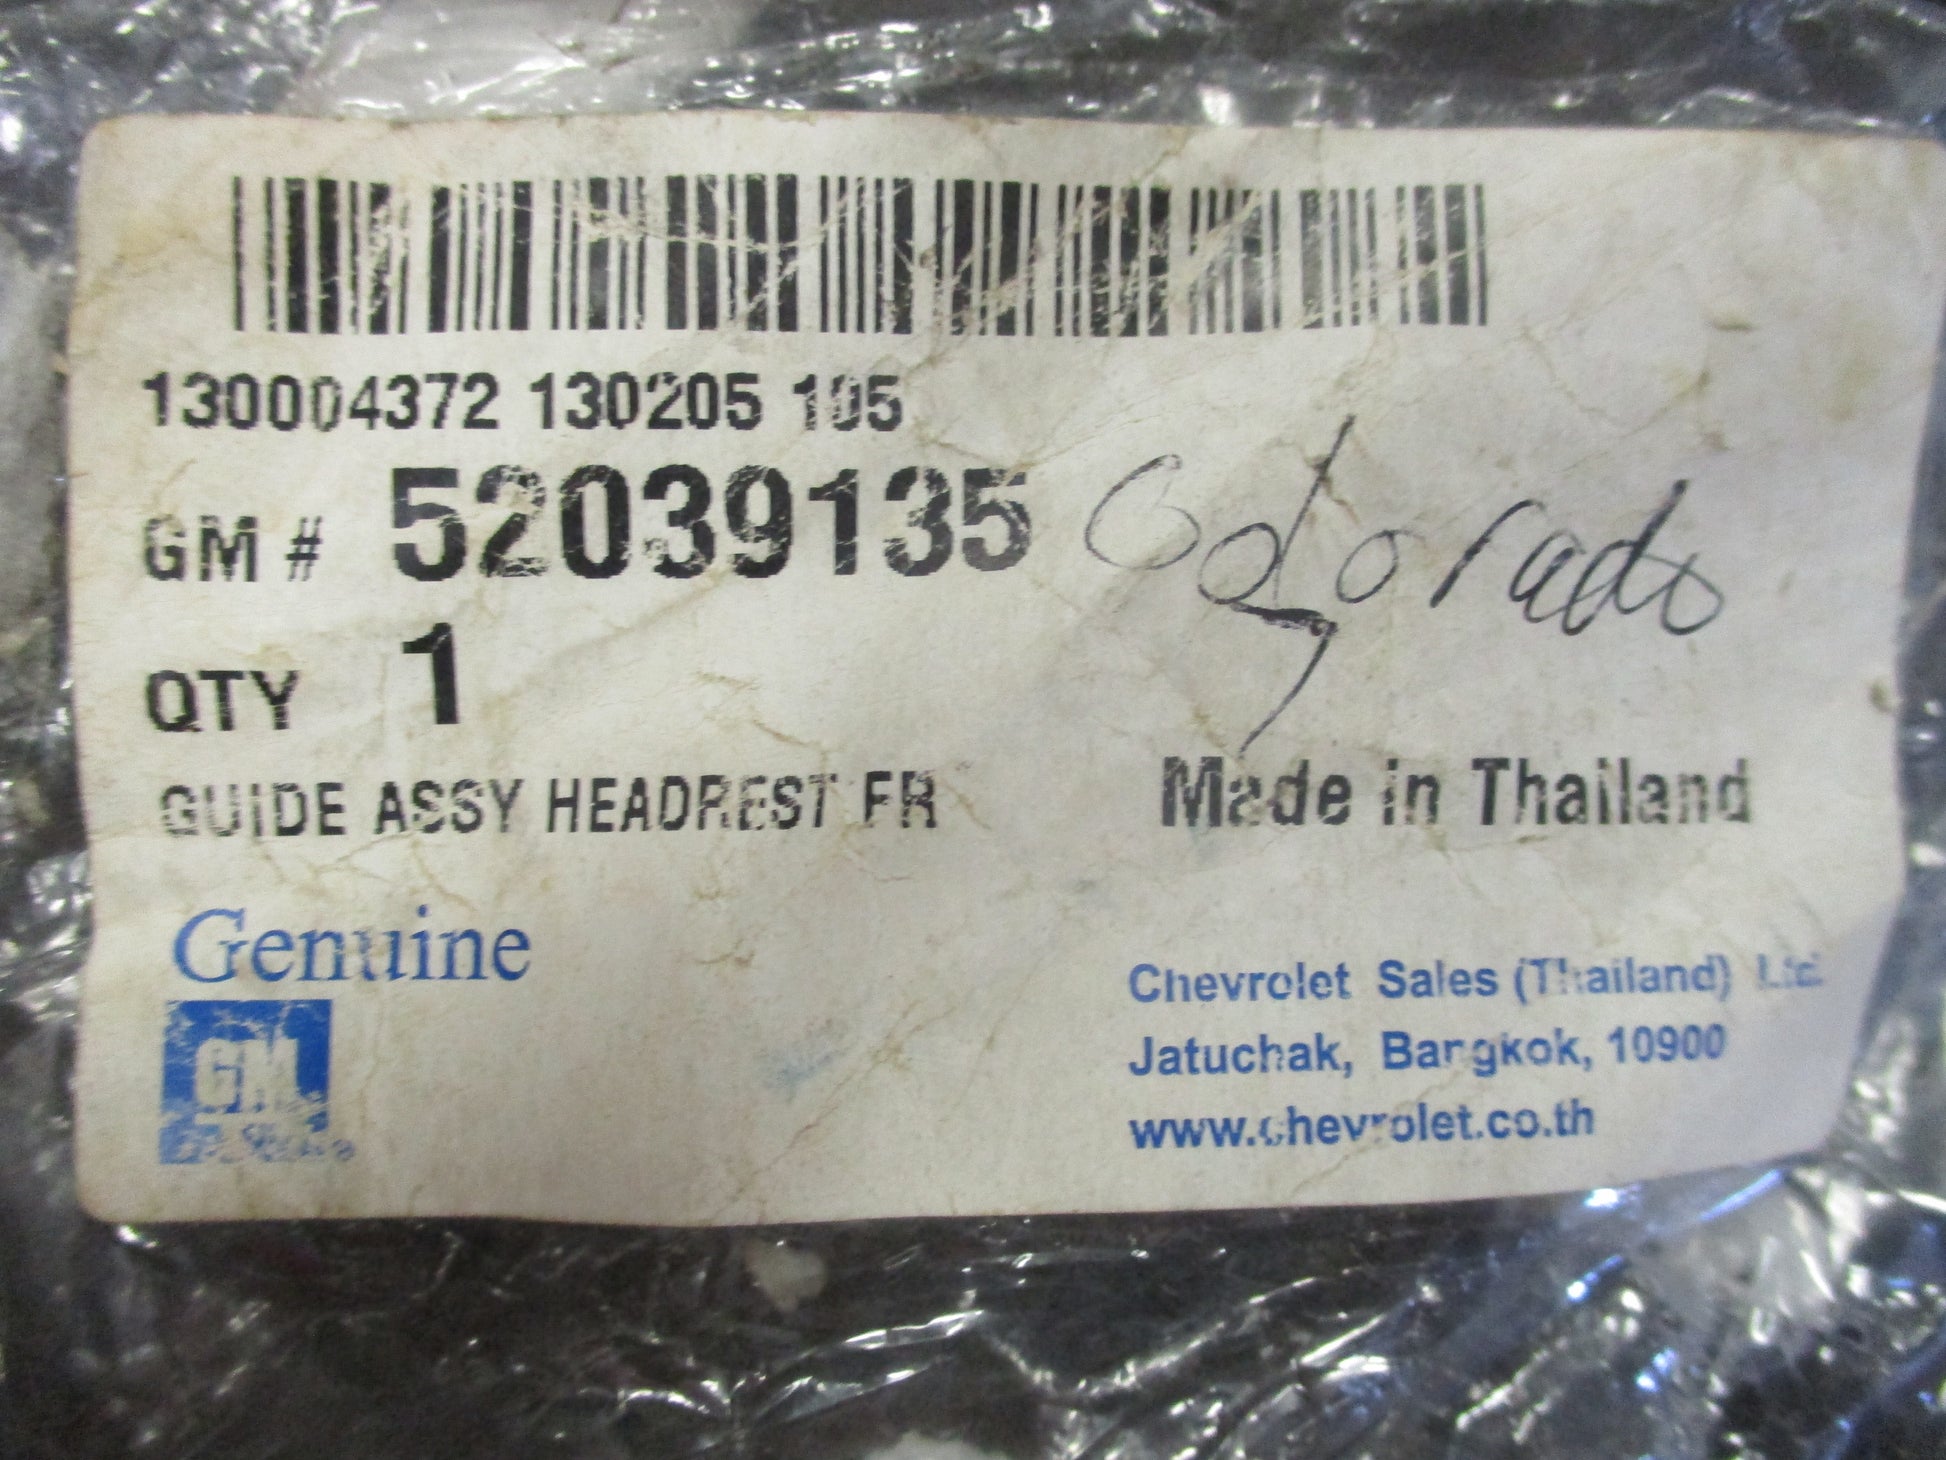 130004372 130205 105
GM # 52039135
Colorado
QTY 1
GUIDE ASSY HEADREST FR
Made in Thailand
Genuine
GM
Chevrolet Sales (Thailand) Ltd.
Jatuchak, Bangkok, 10900
www.chevrolet.co.th